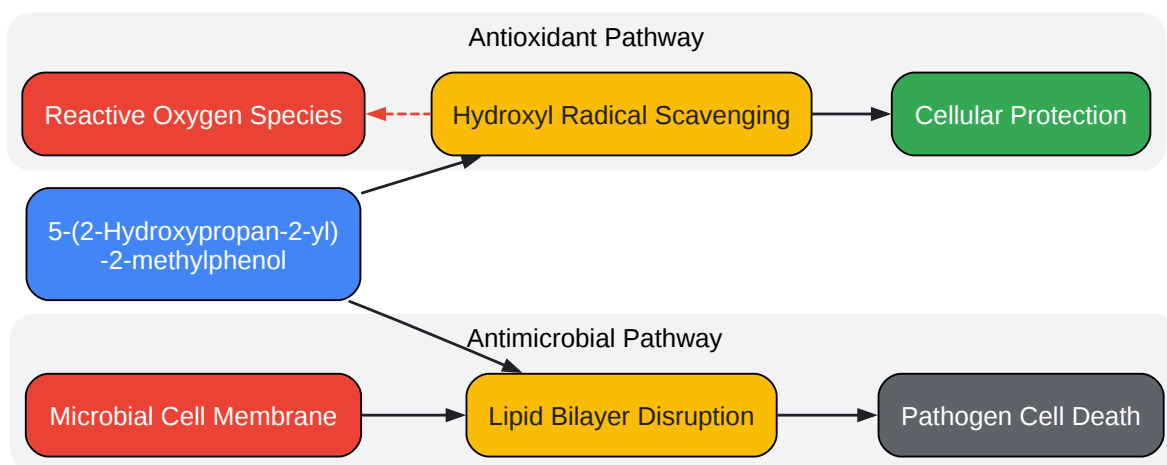 Antioxidant Pathway
Reactive Oxygen Species
Hydroxyl Radical Scavenging
Cellular Protection
5-(2-Hydroxypropan-2-yl)
-2-methylphenol
Antimicrobial Pathway
Microbial Cell Membrane
Lipid Bilayer Disruption
Pathogen Cell Death